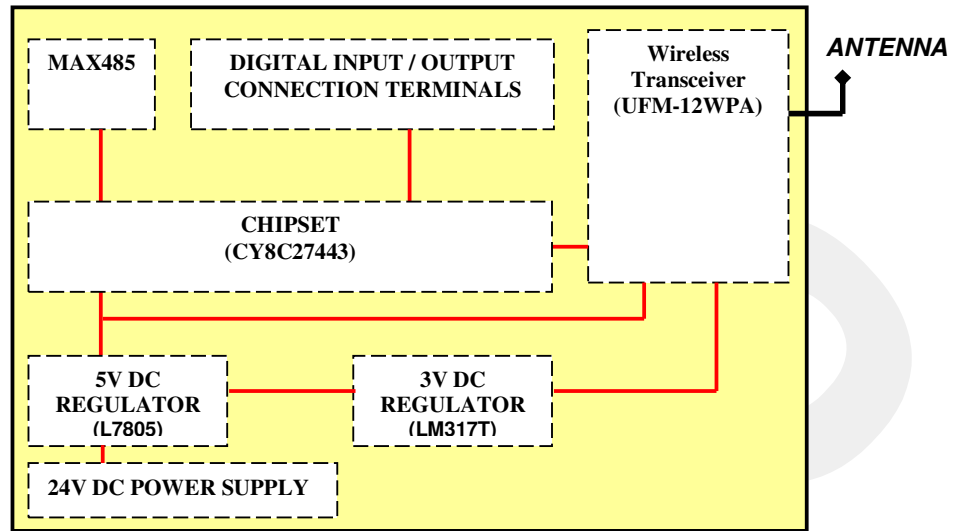 MAX485
DIGITAL INPUT / OUTPUT
CONNECTION TERMINALS
Wireless
Transceiver
(UFM-12WPA)
ANTENNA
CHIPSET
(CY8C27443)
5V DC
REGULATOR
(L7805)
3V DC
REGULATOR
(LM317T)
24V DC POWER SUPPLY